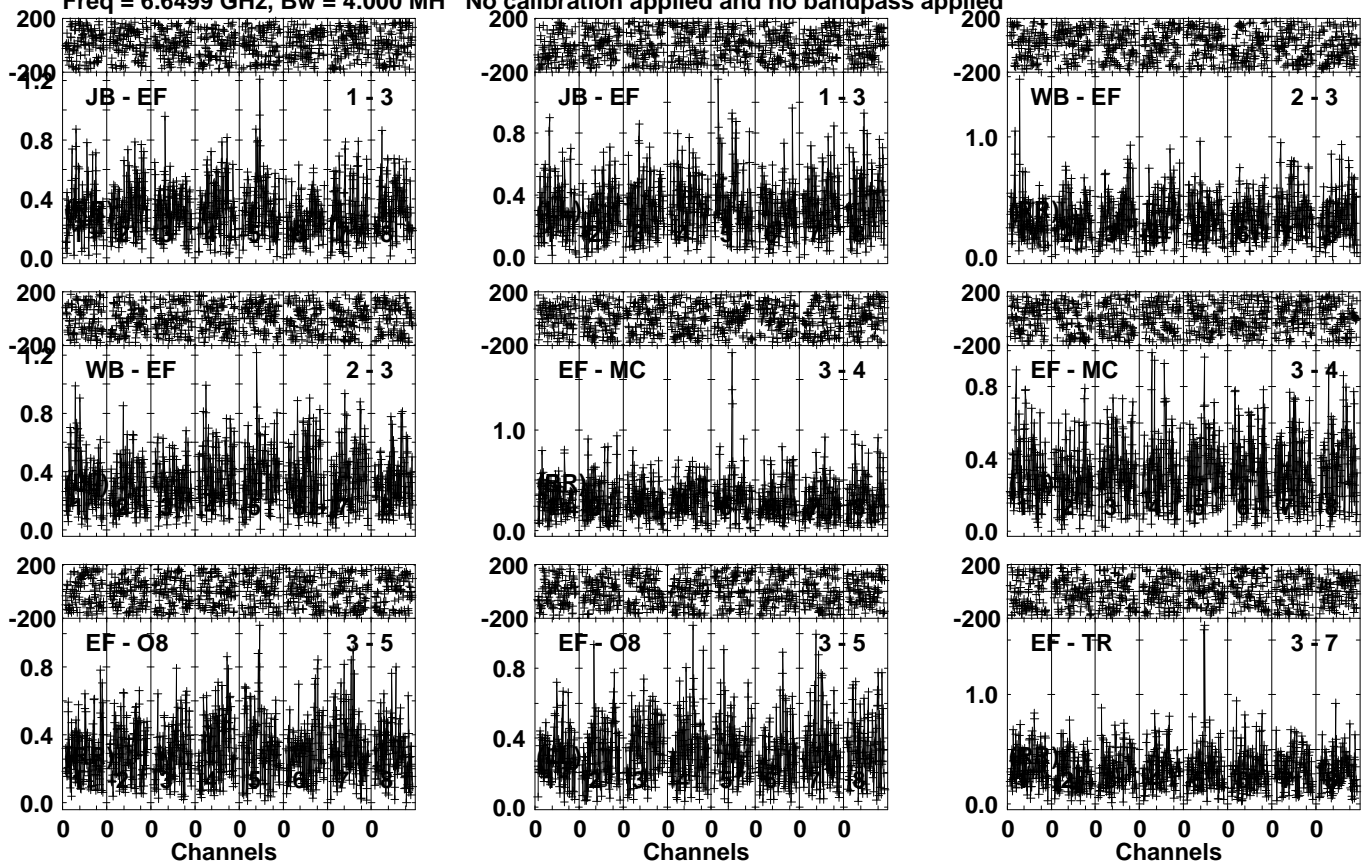 Freq = 6.6499 GHz, Bw = 4.000 MH No calibration applied and no bandpass applied
200 200 200
-200 -200 -200
1.2
JB - EF 1 - 3 JB - EF 1 - 3 WB - EF 2 - 3
0.8 0.8 1.0
0.4 0.4
0.0 0.0 0.0
200 200 200
-200 -200 -200
1.2
WB - EF 2 - 3 EF - MC 3 - 4 EF - MC 3 - 4
0.8 1.0 0.8
0.4 0.4
0.0 0.0 0.0
200 200 200
-200 -200 -200
EF - O8 3 - 5 EF - O8 3 - 5 EF - TR 3 - 7
0.8 0.8 1.0
0.4 0.4
0.0 0.0 0.0
0 0 0 0 0 0 0 0 0 0 0 0 0 0 0 0 0 0 0 0 0 0 0 0
Channels Channels Channels